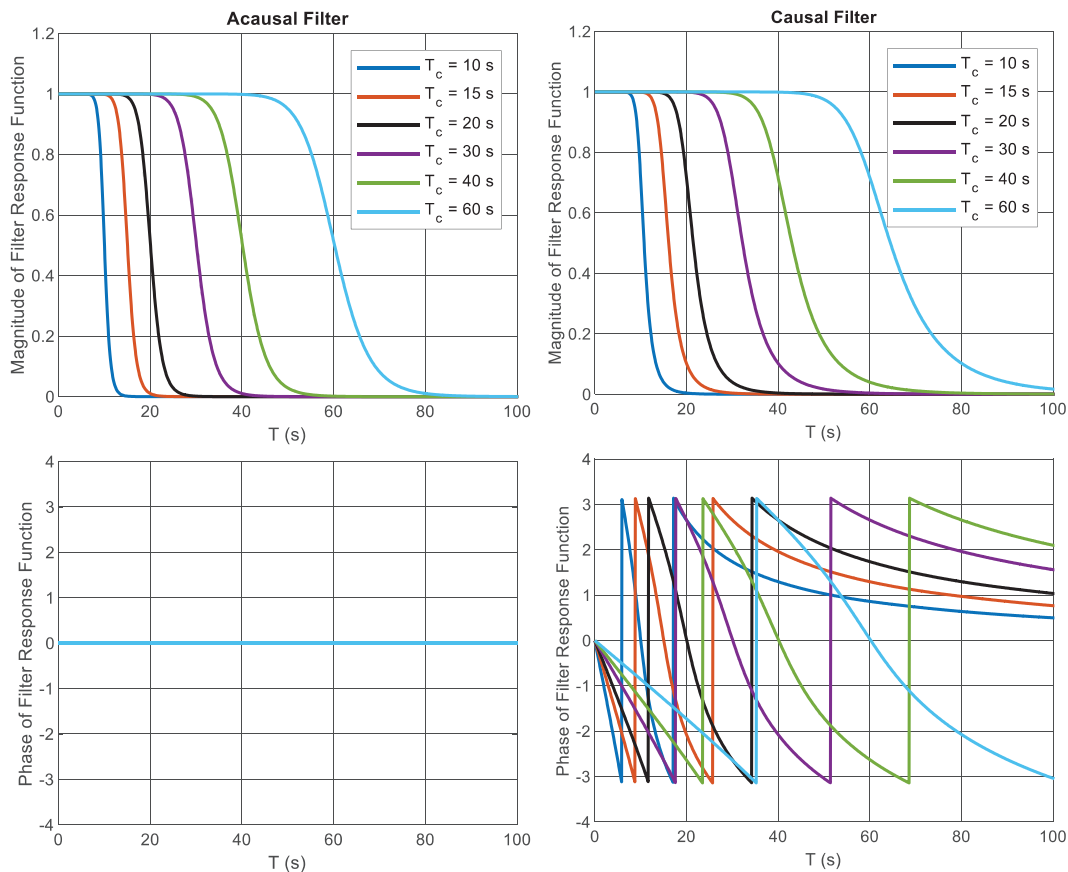 Acausal Filter
Magnitude of Filter Response Function
1.2
1
0.8
0.6
0.4
0.2
0
0 20 40 60 80 100
T (s)
T_c = 10 s
T_c = 15 s
T_c = 20 s
T_c = 30 s
T_c = 40 s
T_c = 60 s
Causal Filter
Magnitude of Filter Response Function
1.2
1
0.8
0.6
0.4
0.2
0
0 20 40 60 80 100
T (s)
T_c = 10 s
T_c = 15 s
T_c = 20 s
T_c = 30 s
T_c = 40 s
T_c = 60 s
Phase of Filter Response Function
4
3
2
1
0
-1
-2
-3
-4
0 20 40 60 80 100
T (s)
Phase of Filter Response Function
4
3
2
1
0
-1
-2
-3
-4
0 20 40 60 80 100
T (s)